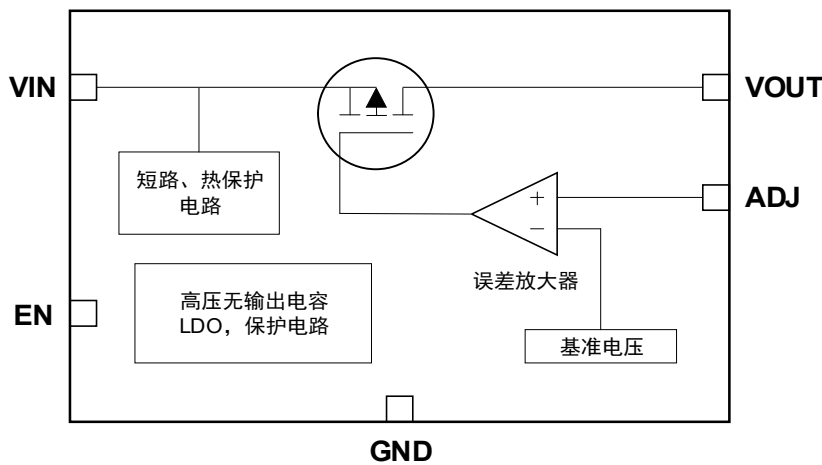 VIN
VOUT
短路、热保护
电路
ADJ
+
−
误差放大器
EN
高压无输出电容
LDO，保护电路
基准电压
GND